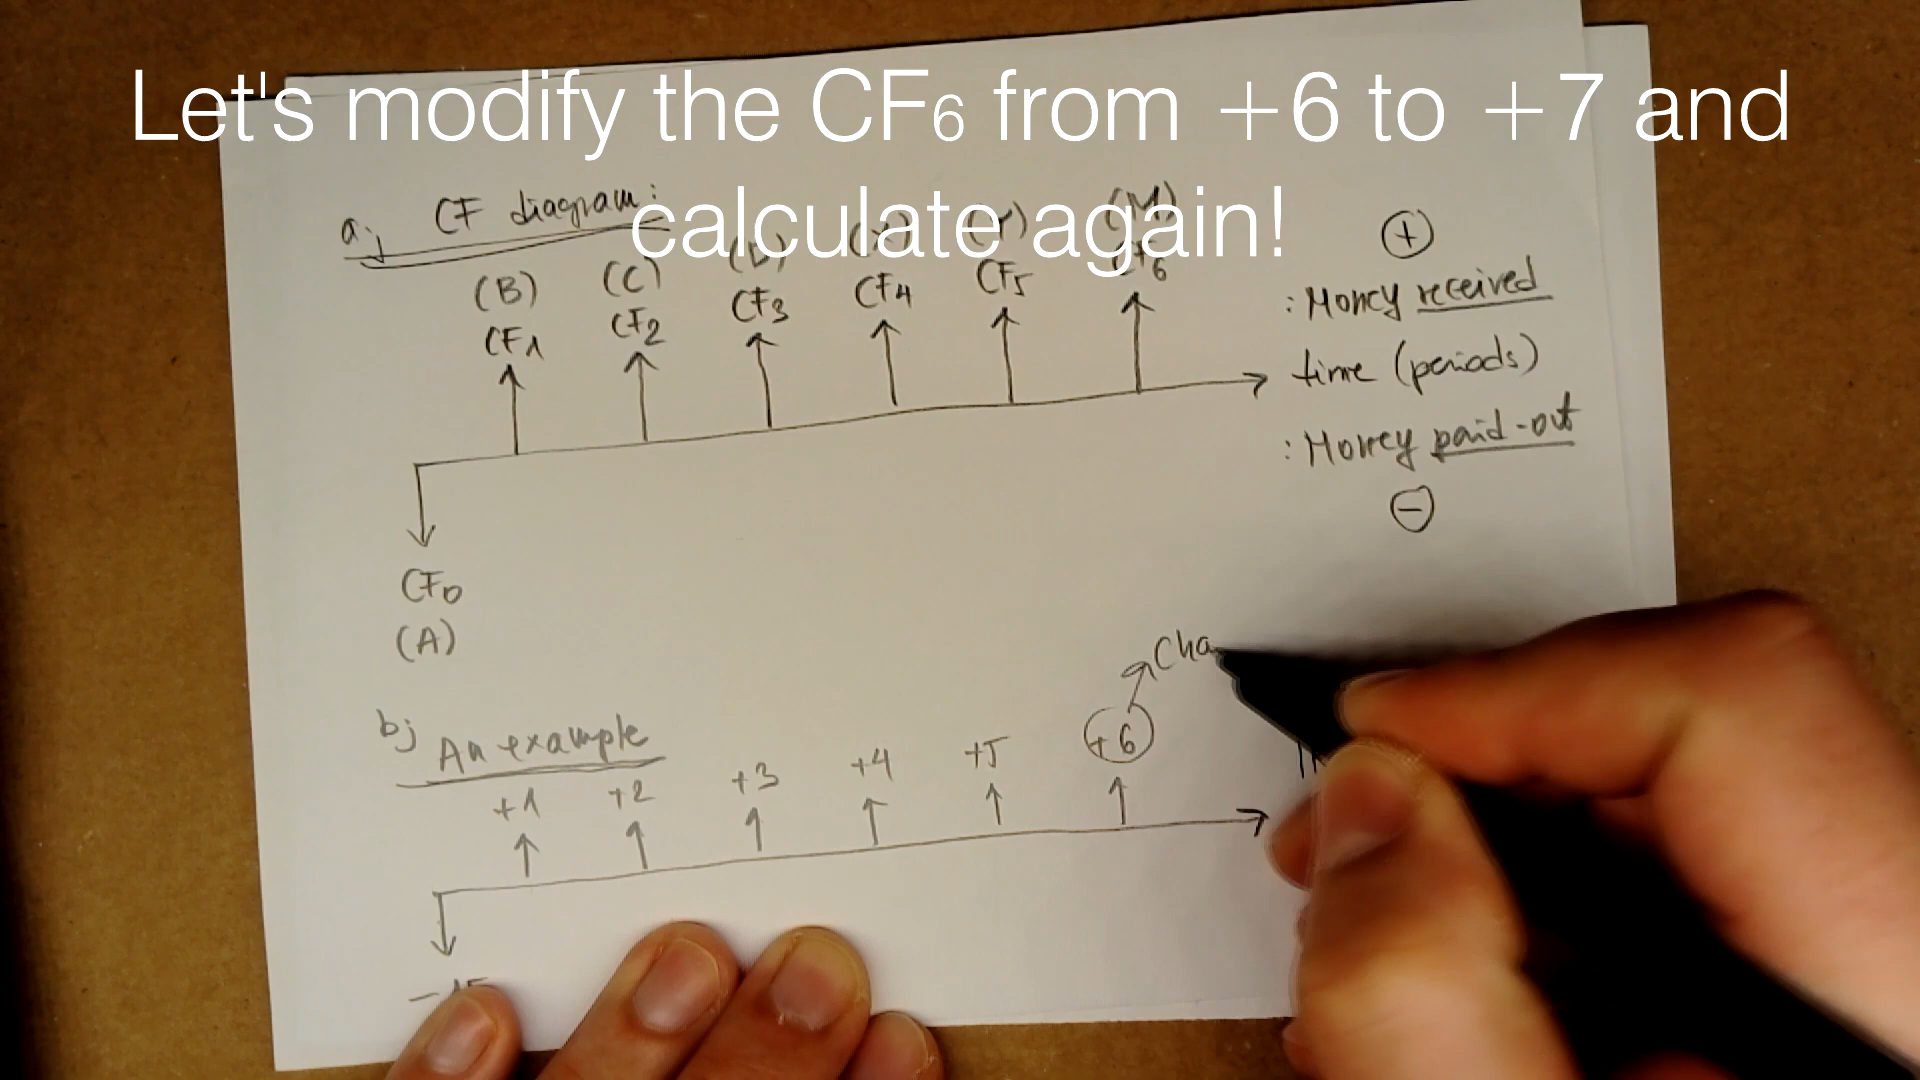 Let's modify the CF6 from +6 to +7 and
calculate again!
a, CF diagram:
(B) (C) (D) (X) (Y) (M)
CF1 CF2 CF3 CF4 CF5 CF6
+
: Money received
time (periods)
: Money paid-out
-
CF0
(A)
b, An example
+1 +2 +3 +4 +5 +6
Cha